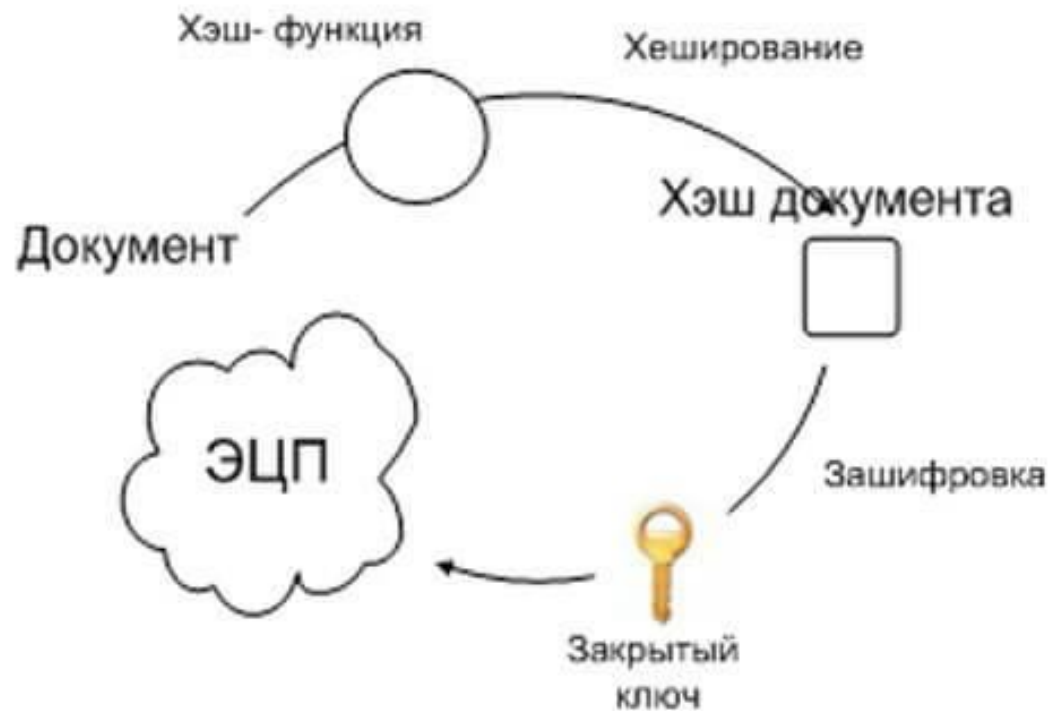 Хэш- функция
Хеширование
Хэш документа
Документ
ЭЦП
Зашифровка
Закрытый
ключ